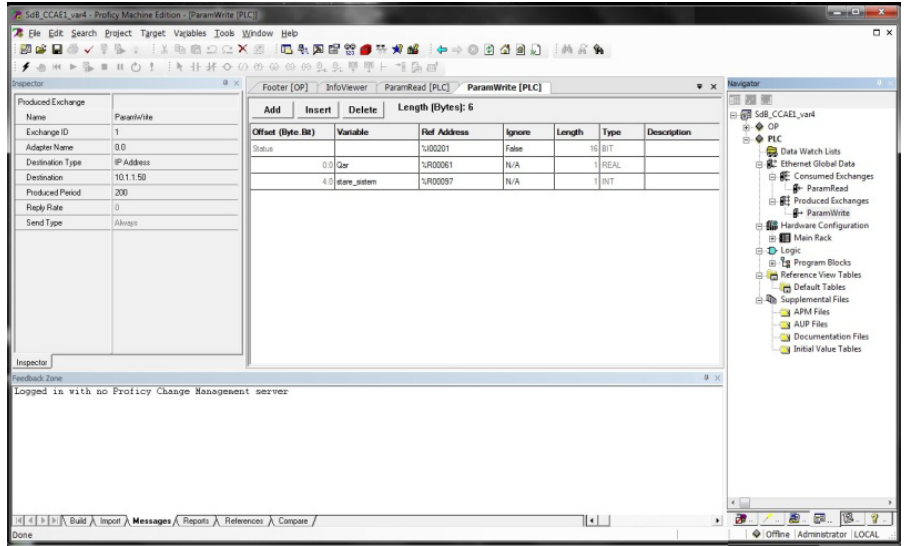 SdB_CCAE1_var4 - Proficy Machine Edition - [ParamWrite [PLC]]
File Edit Search Project Target Variables Tools Window Help
Inspector
Produced Exchange
Name ParamWrite
Exchange ID 1
Adapter Name 0.0
Destination Type IP Address
Destination 10.1.1.50
Produced Period 200
Reply Rate 0
Send Type Always
Inspector
Footer [OP] InfoViewer ParamRead [PLC] ParamWrite [PLC]
Add Insert Delete Length (Bytes): 6
Offset (Byte.Bit) Variable Ref Address Ignore Length Type Description
Status %I00201 False 16 BIT
0.0 Qar %R00061 N/A 1 REAL
4.0 stare_sistem %R00097 N/A 1 INT
Navigator
SdB_CCAE1_var4
OP
PLC
Data Watch Lists
Ethernet Global Data
Consumed Exchanges
ParamRead
Produced Exchanges
ParamWrite
Hardware Configuration
Main Rack
Logic
Program Blocks
Reference View Tables
Default Tables
Supplemental Files
APM Files
AUP Files
Documentation Files
Initial Value Tables
Feedback Zone
Logged in with no Proficy Change Management server
Build Import Messages Reports References Compare
Done Offline Administrator LOCAL